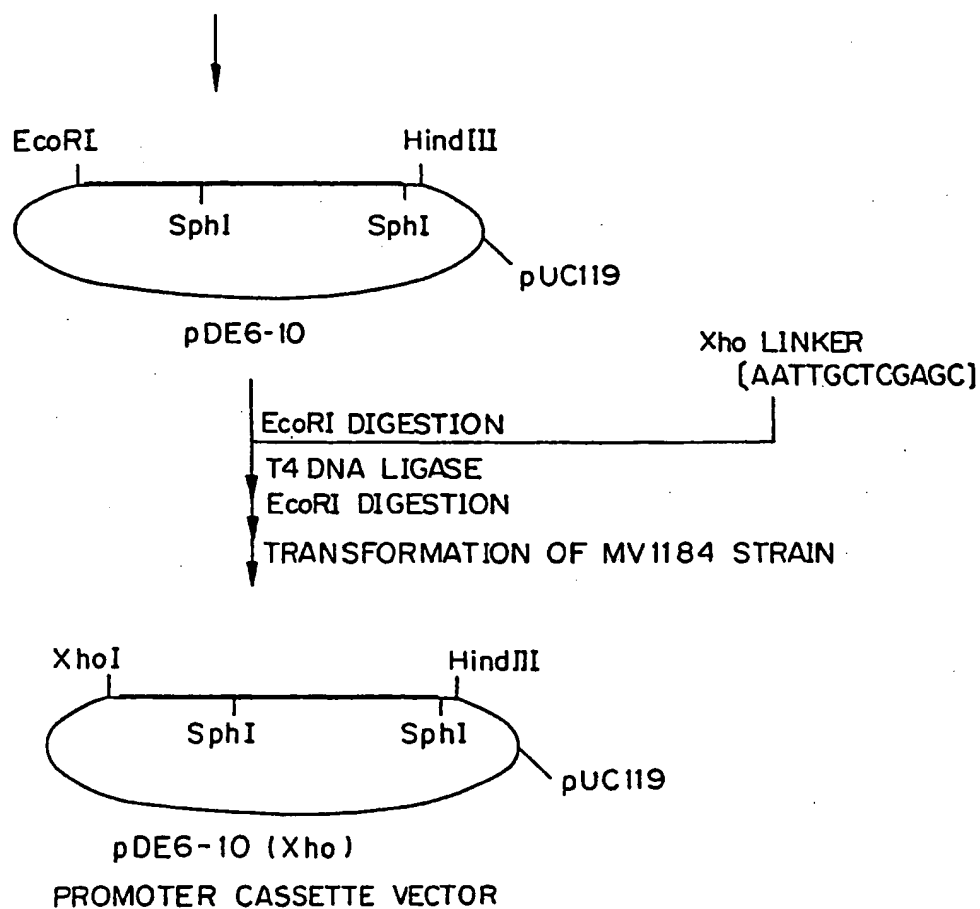 EcoRI HindIII
SphI SphI
pUC119
pDE6-10
Xho LINKER
[AATTGCTCGAGC]
EcoRI DIGESTION
T4 DNA LIGASE
EcoRI DIGESTION
TRANSFORMATION OF MV1184 STRAIN
XhoI HindIII
SphI SphI
pUC119
pDE6-10 (Xho)
PROMOTER CASSETTE VECTOR